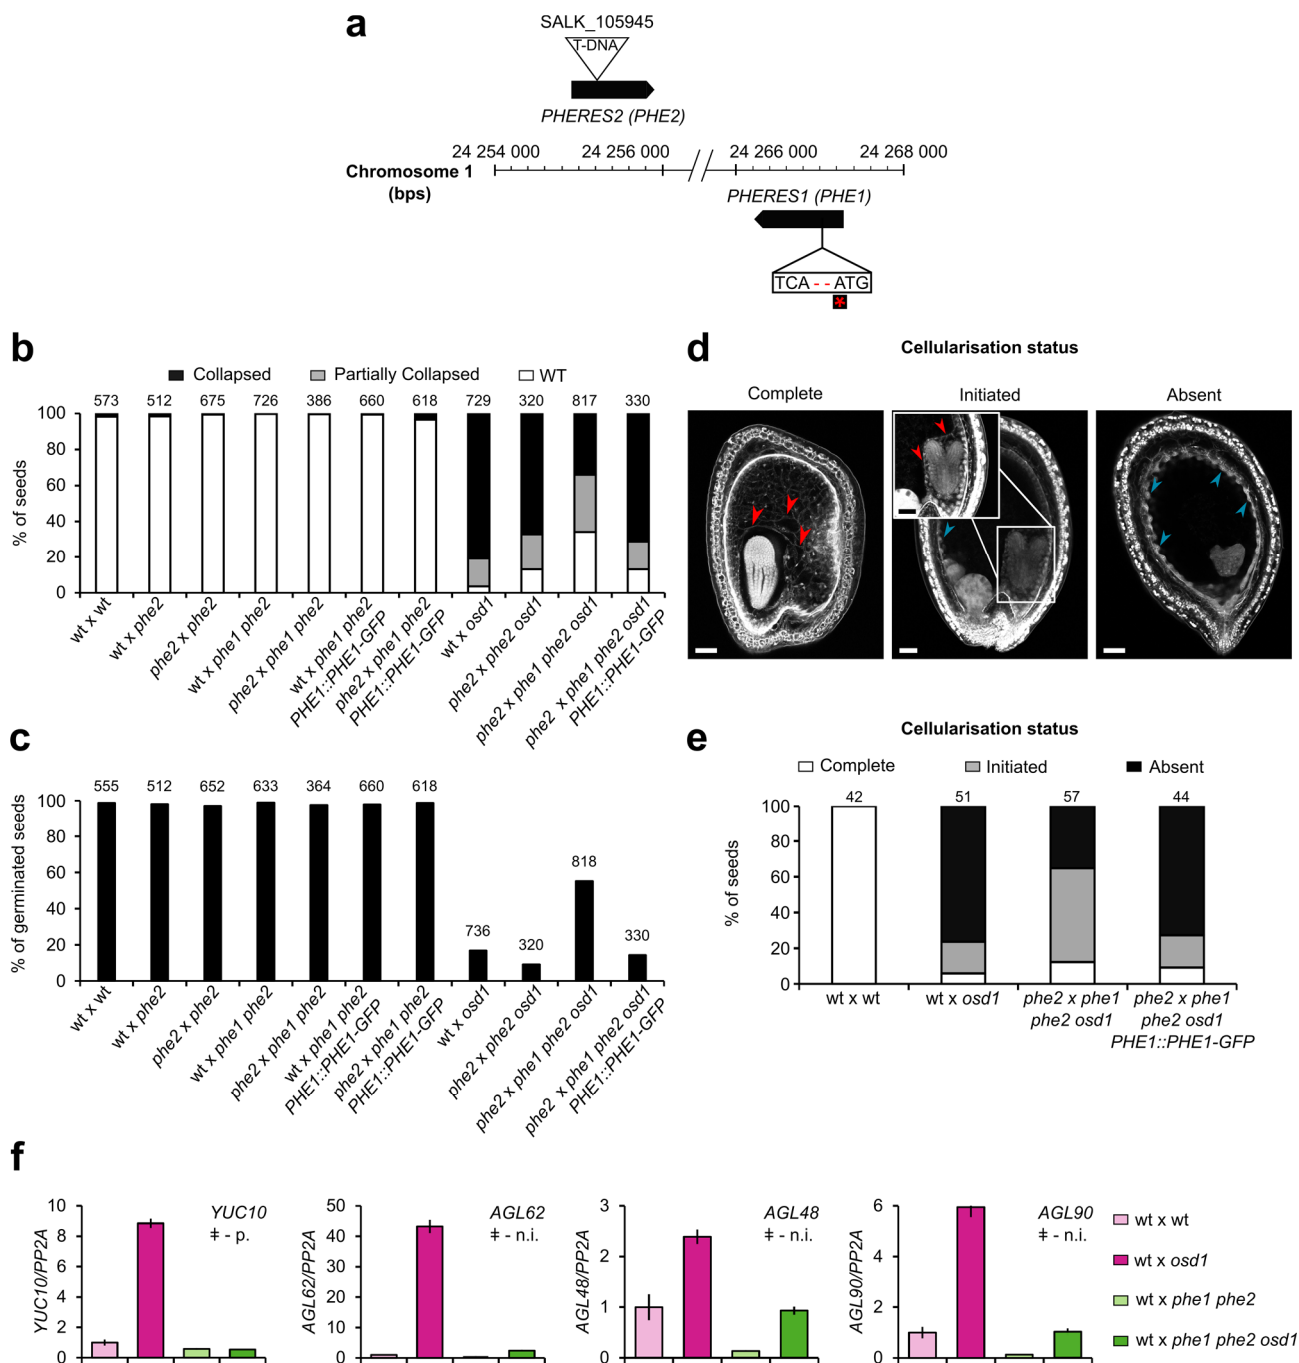 a
SALK_105945
T-DNA
PHERES2 (PHE2)
24 254 000 24 256 000 24 266 000 24 268 000
Chromosome 1
(bps)
PHERES1 (PHE1)
TCA - - ATG
*
b
Collapsed Partially Collapsed WT
573 512 675 726 386 660 618 729 320 817 330
100
80
60
40
20
0
% of seeds
wt x wt
wt x phe2
phe2 x phe2
wt x phe1 phe2
phe2 x phe1 phe2
wt x phe1 phe2
PHE1::PHE1-GFP
phe2 x phe1 phe2
PHE1::PHE1-GFP
wt x osd1
phe2 x phe2 osd1
phe2 x phe1 phe2 osd1
phe2 x phe1 phe2 osd1
PHE1::PHE1-GFP
c
555 512 652 633 364 660 618 736 320 818 330
100
80
60
40
20
0
% of germinated seeds
wt x wt
wt x phe2
phe2 x phe2
wt x phe1 phe2
phe2 x phe1 phe2
wt x phe1 phe2
PHE1::PHE1-GFP
phe2 x phe1 phe2
PHE1::PHE1-GFP
wt x osd1
phe2 x phe2 osd1
phe2 x phe1 phe2 osd1
phe2 x phe1 phe2 osd1
PHE1::PHE1-GFP
d
Cellularisation status
Complete Initiated Absent
e
Cellularisation status
Complete Initiated Absent
42 51 57 44
100
80
60
40
20
0
% of seeds
wt x wt wt x osd1 phe2 x phe1 phe2 x phe1
phe2 osd1 phe2 osd1
PHE1::PHE1-GFP
f
YUC10/PP2A
10
8
6
4
2
0
YUC10
ǂ - p.
AGL62/PP2A
50
40
30
20
10
0
AGL62
ǂ - n.i.
AGL48/PP2A
3
2
1
0
AGL48
ǂ - n.i.
AGL90/PP2A
6
4
2
0
AGL90
ǂ - n.i.
wt x wt
wt x osd1
wt x phe1 phe2
wt x phe1 phe2 osd1